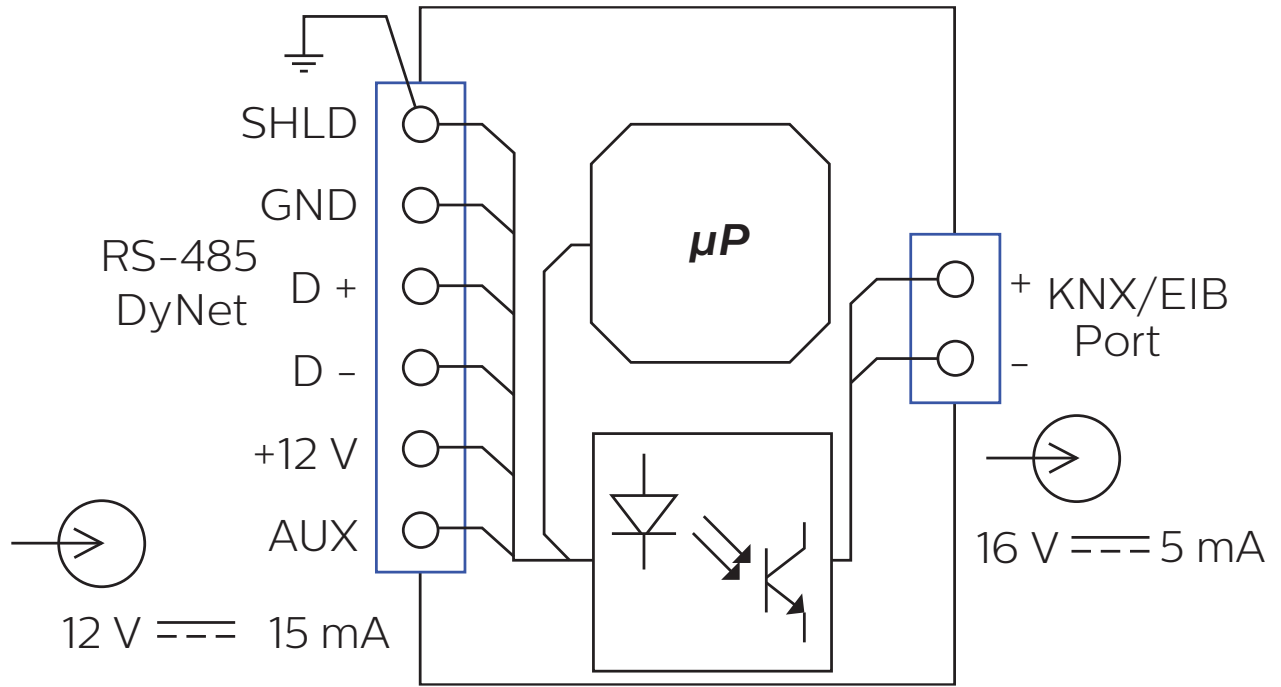 SHLD
GND
RS-485
DyNet
D +
D -
+12 V
AUX
12 V 15 mA
µP
+
-
KNX/EIB
Port
16 V 5 mA